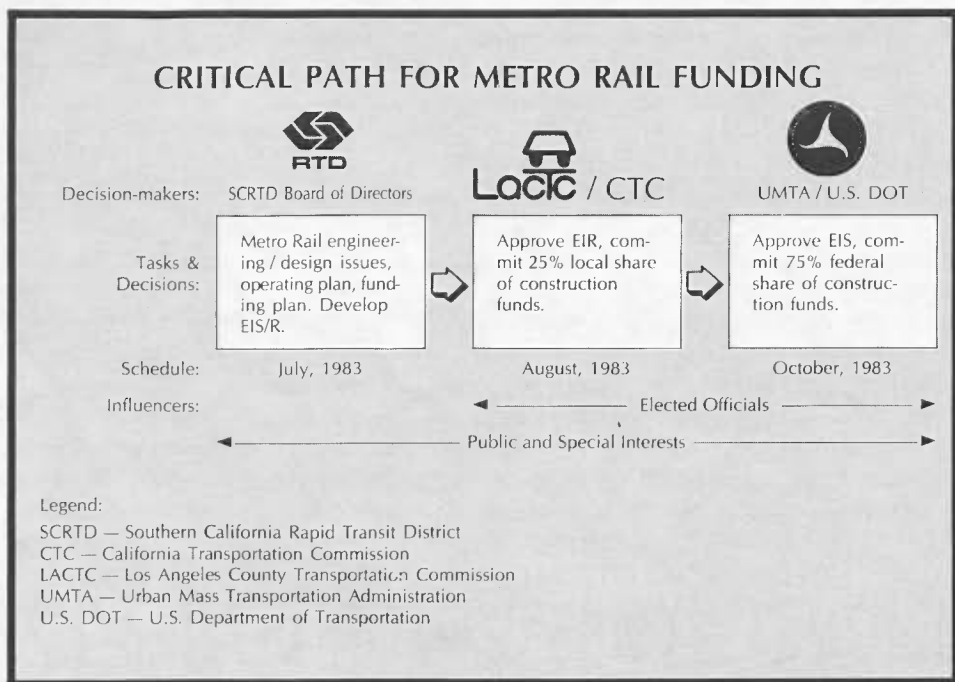 CRITICAL PATH FOR METRO RAIL FUNDING
RTD
LACTC / CTC
Decision-makers:
SCRTD Board of Directors
UMTA / U.S. DOT
Tasks &
Decisions:
Metro Rail engineer-
ing / design issues,
operating plan, fund-
ing plan. Develop
EIS/R.
Approve EIR, com-
mit 25% local share
of construction
funds.
Approve EIS, com-
mit 75% federal
share of construc-
tion funds.
Schedule:
July, 1983
August, 1983
October, 1983
Influencers:
Elected Officials
Public and Special Interests
Legend:
SCRTD — Southern California Rapid Transit District
CTC — California Transportation Commission
LACTC — Los Angeles County Transportation Commission
UMTA — Urban Mass Transportation Administration
U.S. DOT — U.S. Department of Transportation